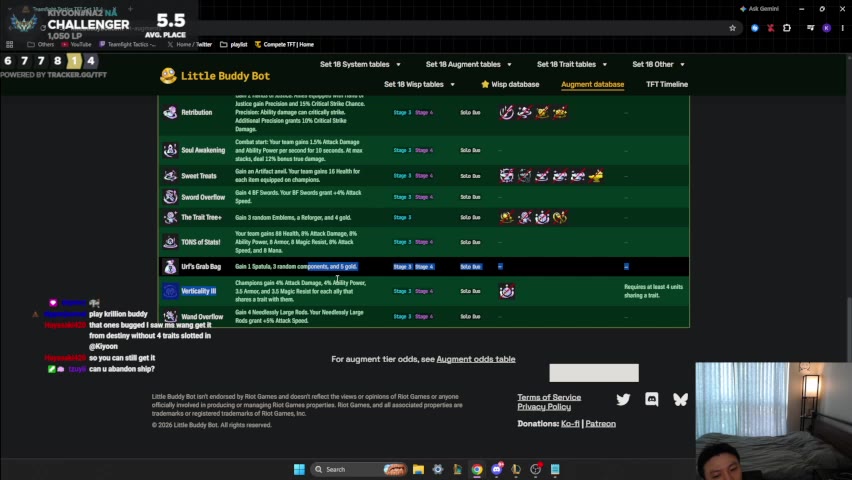 KIYOON#NA2 NA
CHALLENGER
1,050 LP
5.5
AVG. PLACE
6 7 7 8 1 4
POWERED BY TRACKER.GG/TFT
Ask Gemini
Others
YouTube
Teamfight Tactics -...
Home / Twitter
playlist
Compete TFT | Home
Little Buddy Bot
Set 18 System tables
Set 18 Augment tables
Set 18 Trait tables
Set 18 Other
Set 18 Wisp tables
Wisp database
Augment database
TFT Timeline
Retribution
gain Precision and 15% Critical Strike Chance.
Precision: Ability damage can critically strike.
Additional Precision grants 10% Critical Strike
Damage.
Stage 3 Stage 4
Solo Duo
–
Soul Awakening
Combat start: Your team gains 1.5% Attack Damage
and Ability Power per second for 10 seconds. At max
stacks, deal 12% bonus true damage.
Stage 3 Stage 4
Solo Duo
–
–
Sweet Treats
Gain an Artifact anvil. Your team gains 16 Health for
each item equipped on champions.
Stage 3 Stage 4
Solo Duo
–
Sword Overflow
Gain 4 BF Swords. Your BF Swords grant +4% Attack
Speed.
Stage 3 Stage 4
Solo Duo
–
–
The Trait Tree+
Gain 3 random Emblems, a Reforger, and 4 gold.
Stage 3
Solo Duo
–
TONS of Stats!
Your team gains 88 Health, 8% Attack Damage, 8%
Ability Power, 8 Armor, 8 Magic Resist, 8% Attack
Speed, and 8 Mana.
Stage 3 Stage 4
Solo Duo
–
–
Urf's Grab Bag
Gain 1 Spatula, 3 random components, and 5 gold.
Stage 3 Stage 4
Solo Duo
–
–
Verticality III
Champions gain 4% Attack Damage, 4% Ability Power,
3.5 Armor, and 3.5 Magic Resist for each ally that
shares a trait with them.
Stage 3 Stage 4
Solo Duo
Requires at least 4 units
sharing a trait.
Wand Overflow
Gain 4 Needlessly Large Rods. Your Needlessly Large
Rods grant +5% Attack Speed.
Stage 3 Stage 4
Solo Duo
–
–
play krillion buddy
that ones bugged I saw me wang get it
from destiny without 4 traits slotted in
@Kiyoon
so you can still get it
tzuyii: can u abandon ship?
For augment tier odds, see Augment odds table
Little Buddy Bot isn't endorsed by Riot Games and doesn't reflect the views or opinions of Riot Games or anyone
officially involved in producing or managing Riot Games properties. Riot Games, and all associated properties are
trademarks or registered trademarks of Riot Games, Inc.
© 2026 Little Buddy Bot
Terms of Service
Privacy Policy
Donations: Ko-fi | Patreon
Search